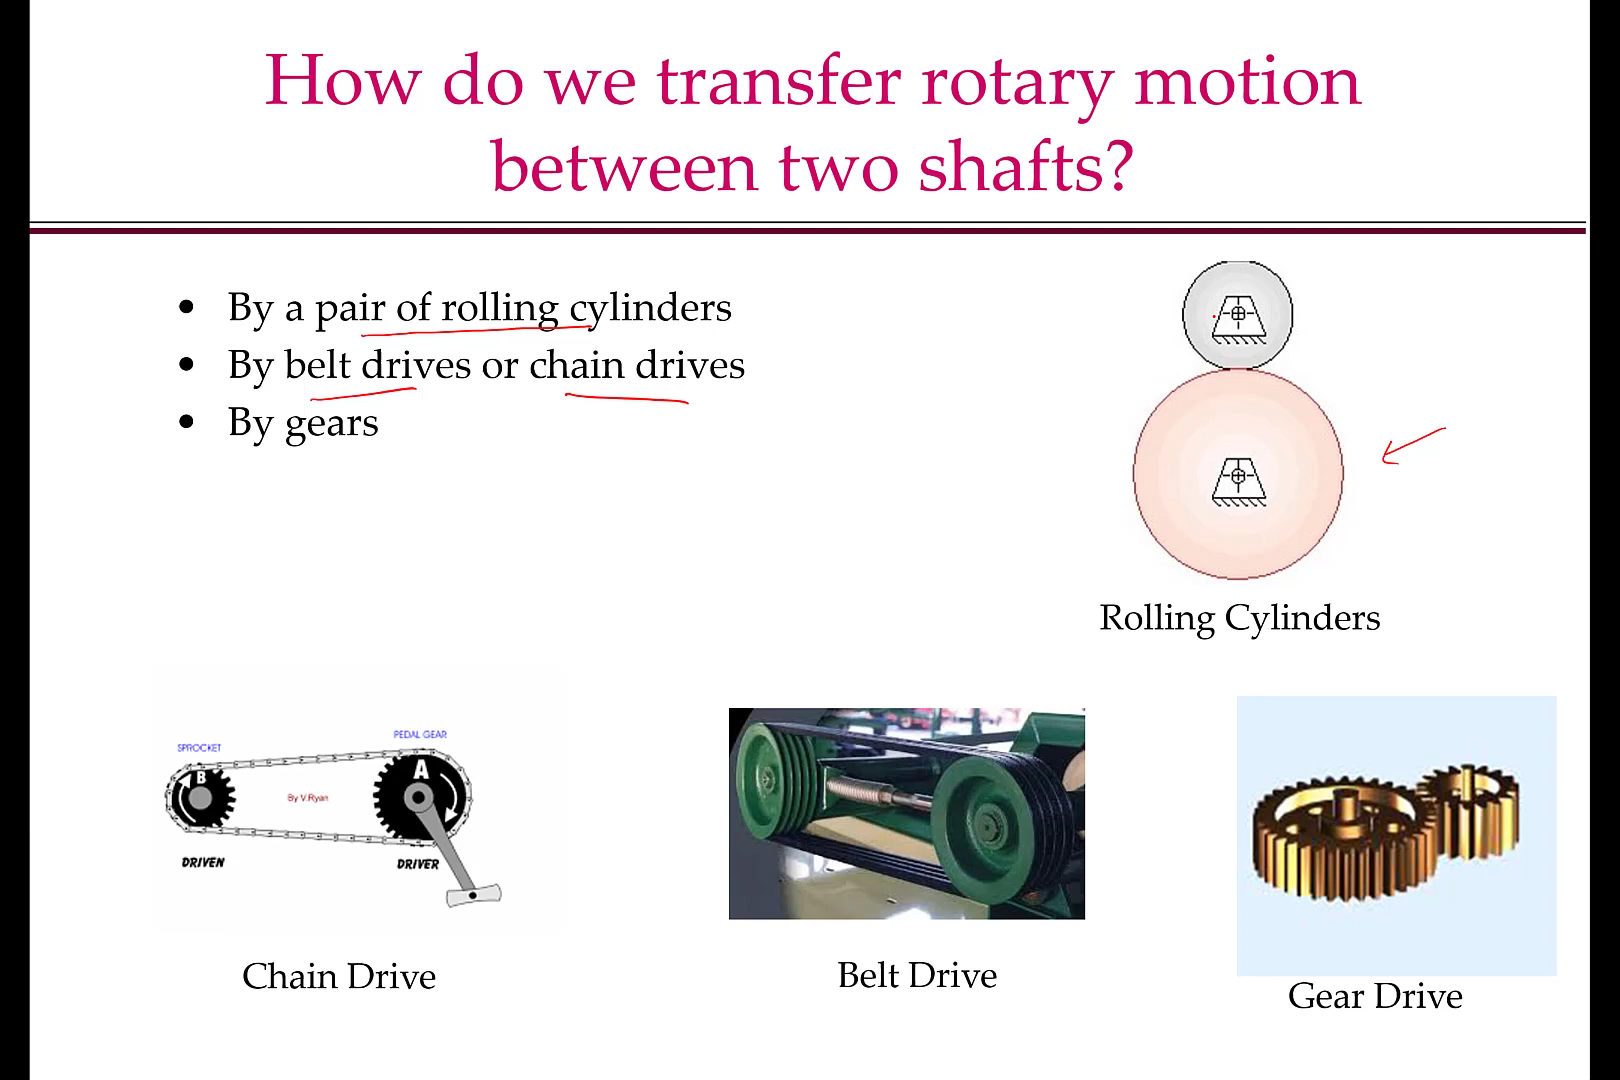 How do we transfer rotary motion
between two shafts?
• By a pair of rolling cylinders
• By belt drives or chain drives
• By gears
Rolling Cylinders
SPROCKET
PEDAL GEAR
B
A
By V.Ryan
DRIVEN
DRIVER
Chain Drive
Belt Drive
Gear Drive